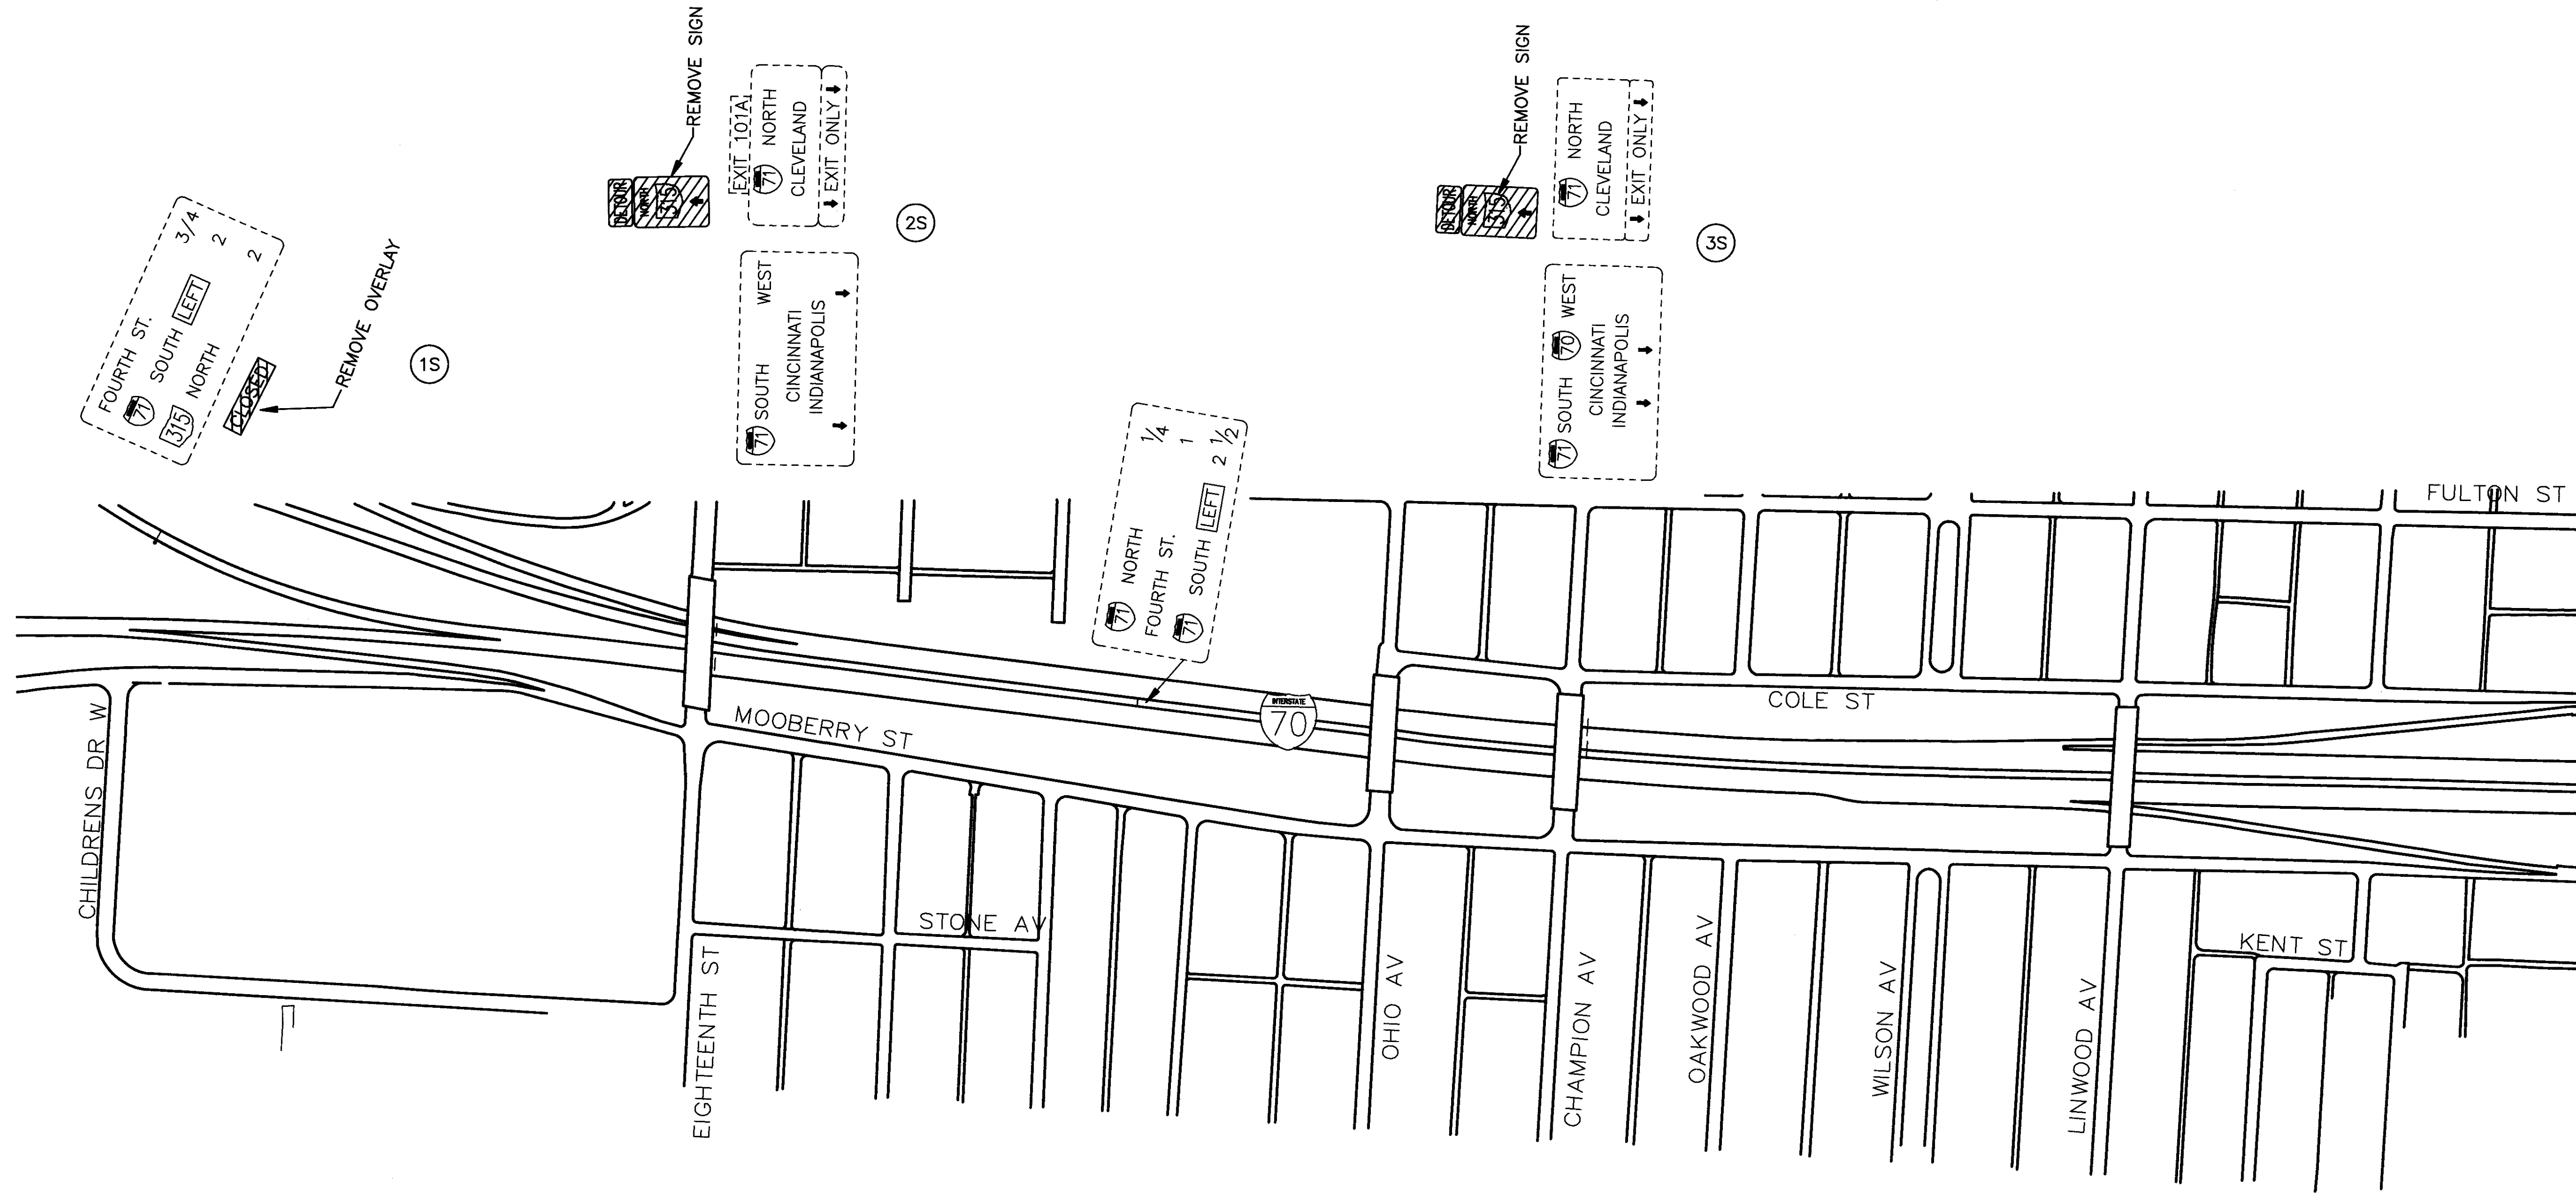 FOURTH ST. 3/4
71 SOUTH LEFT 2
315 NORTH 2
CLOSED
REMOVE OVERLAY
1S
REMOVE SIGN
DETOUR
NORTH
315
EXIT 101A
71 NORTH
CLEVELAND
EXIT ONLY
2S
71 SOUTH WEST
CINCINNATI
INDIANAPOLIS
71 NORTH 1/4
FOURTH ST. 1
71 SOUTH LEFT 2 1/2
REMOVE SIGN
DETOUR
NORTH
315
71 NORTH
CLEVELAND
EXIT ONLY
3S
71 SOUTH 70 WEST
CINCINNATI
INDIANAPOLIS
FULTON ST
INTERSTATE
70
COLE ST
MOOBERRY ST
CHILDRENS DR W
STONE AV
KENT ST
EIGHTEENTH ST
OHIO AV
CHAMPION AV
OAKWOOD AV
WILSON AV
LINWOOD AV